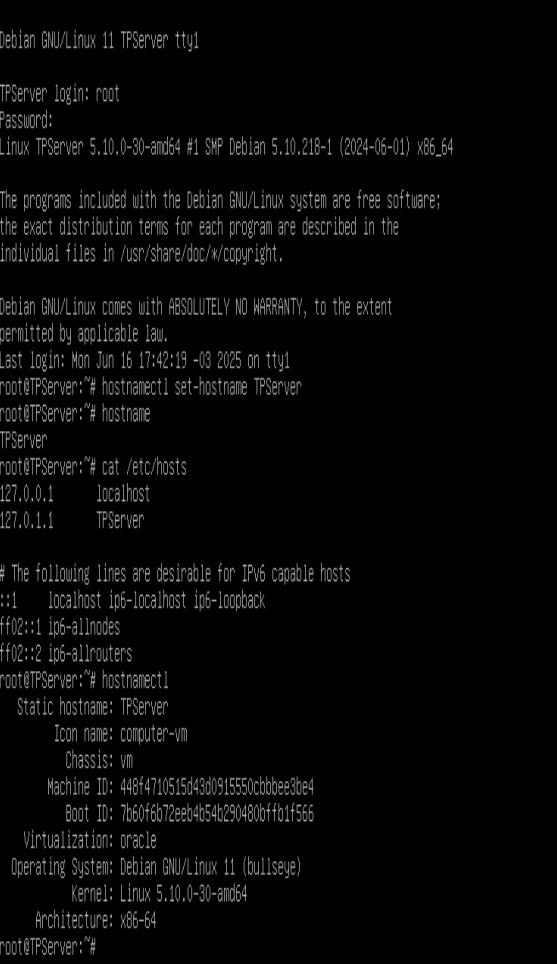 Debian GNU/Linux 11 TPServer tty1
TPServer login: root
Password:
Linux TPServer 5.10.0-30-amd64 #1 SMP Debian 5.10.218-1 (2024-06-01) x86_64
The programs included with the Debian GNU/Linux system are free software;
the exact distribution terms for each program are described in the
individual files in /usr/share/doc/*/copyright.
Debian GNU/Linux comes with ABSOLUTELY NO WARRANTY, to the extent
permitted by applicable law.
Last login: Mon Jun 16 17:42:19 -03 2025 on tty1
root@TPServer:~# hostnamectl set-hostname TPServer
root@TPServer:~# hostname
TPServer
root@TPServer:~# cat /etc/hosts
127.0.0.1 localhost
127.0.1.1 TPServer
# The following lines are desirable for IPv6 capable hosts
::1 localhost ip6-localhost ip6-loopback
ff02::1 ip6-allnodes
ff02::2 ip6-allrouters
root@TPServer:~# hostnamectl
Static hostname: TPServer
Icon name: computer-vm
Chassis: vm
Machine ID: 448f4710515d43d0915550cbbbee3be4
Boot ID: 7b60f6b72eeb4b54b290480bffb1f566
Virtualization: oracle
Operating System: Debian GNU/Linux 11 (bullseye)
Kernel: Linux 5.10.0-30-amd64
Architecture: x86-64
root@TPServer:~#